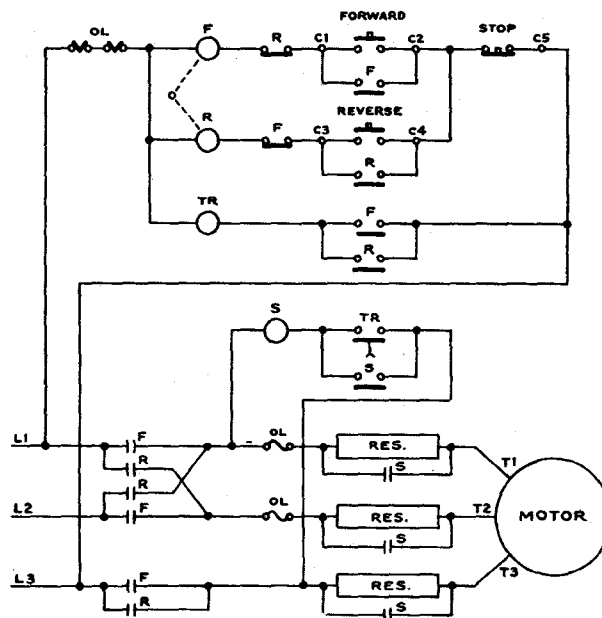 FORWARD
OL F R C1 C2 STOP C5
F
REVERSE
R F C3 C4
R
TR F
R
S TR
S
L1 F OL RES. T1
R S
R
L2 F OL RES. T2 MOTOR
S
T3
L3 F RES.
R S